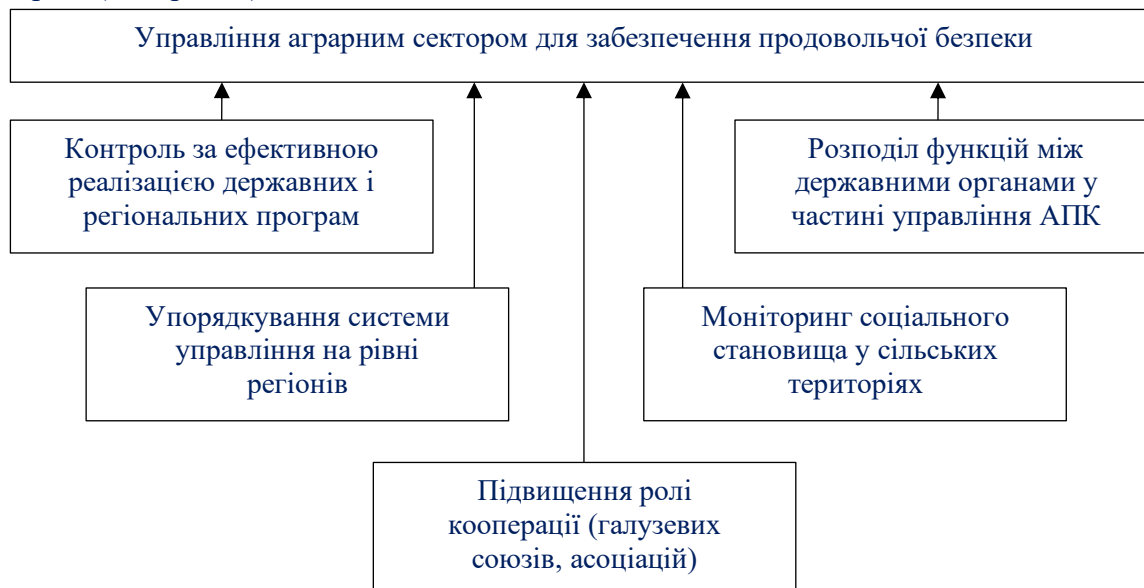 Управління аграрним сектором для забезпечення продовольчої безпеки
Контроль за ефективною
реалізацією державних і
регіональних програм
Розподіл функцій між
державними органами у
частині управління АПК
Упорядкування системи
управління на рівні
регіонів
Моніторинг соціального
становища у сільських
територіях
Підвищення ролі
кооперації (галузевих
союзів, асоціацій)